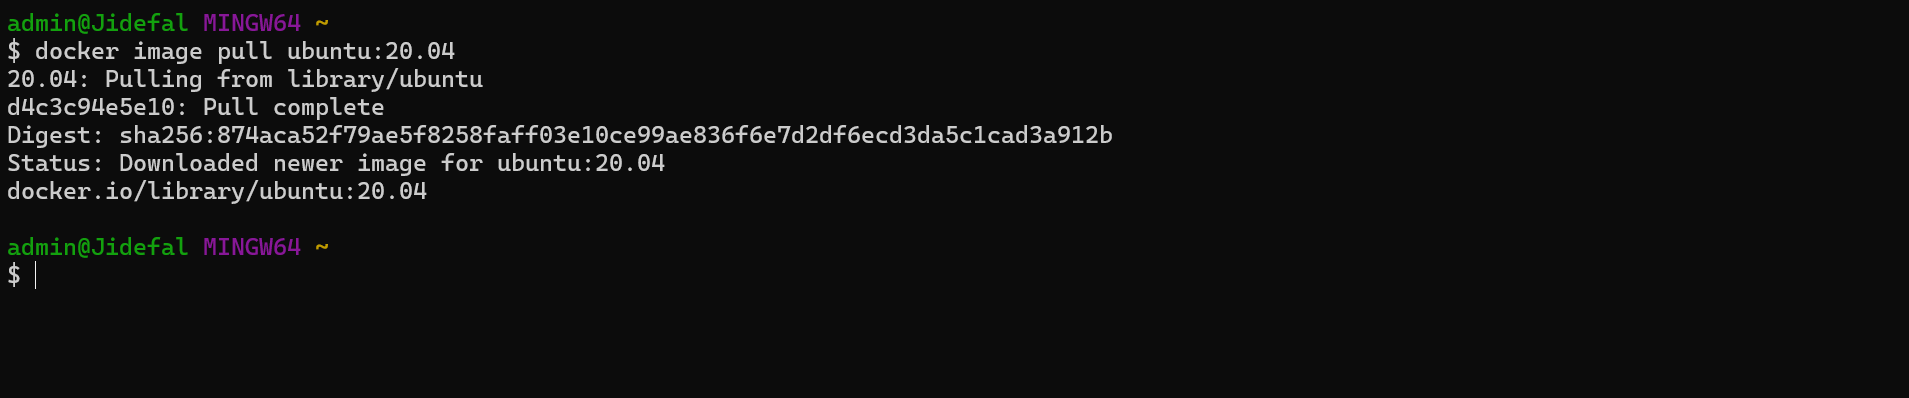 admin@Jidefal MINGW64 ~
$ docker image pull ubuntu:20.04
20.04: Pulling from library/ubuntu
d4c3c94e5e10: Pull complete
Digest: sha256:874aca52f79ae5f8258faff03e10ce99ae836f6e7d2df6ecd3da5c1cad3a912b
Status: Downloaded newer image for ubuntu:20.04
docker.io/library/ubuntu:20.04
admin@Jidefal MINGW64 ~
$